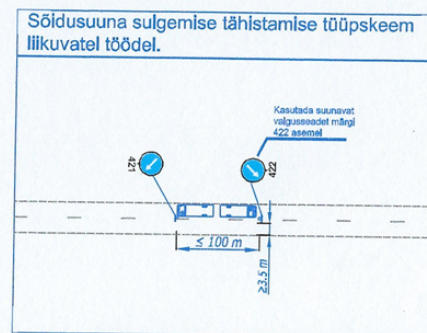 Sõidusuuna sulgemise tähistamise tüüpskeem
liikuvatel töödel.
Kasutada suunavat
valgusseadet märgi
422 asemel
421
422
≤ 100 m
≥3.5 m